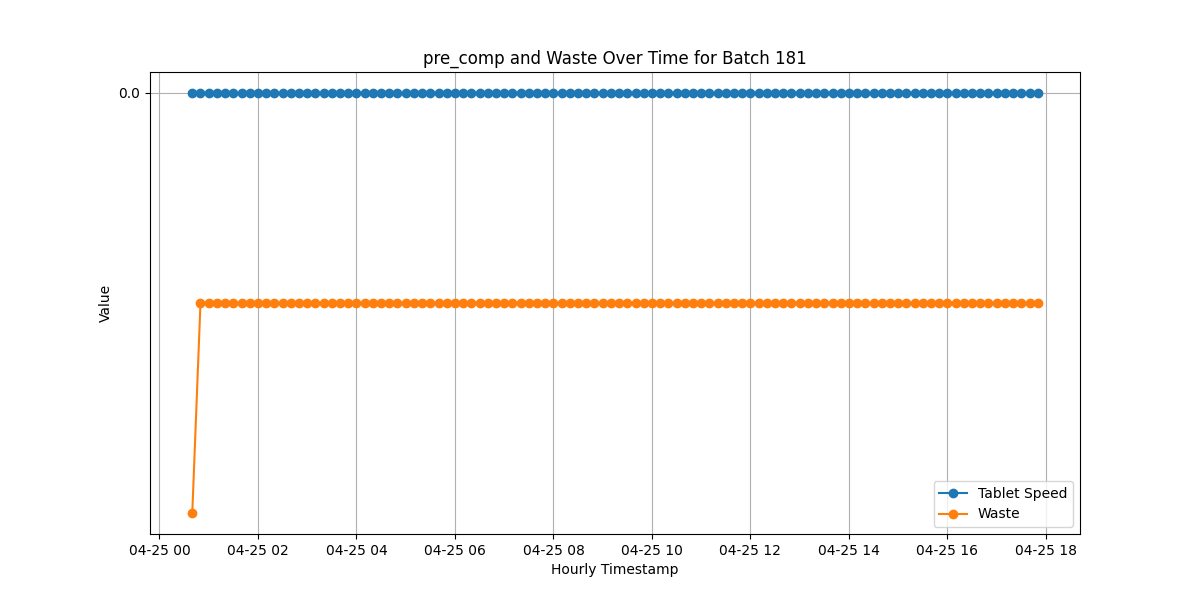 pre_comp and Waste Over Time for Batch 181
0.0
Value
Tablet Speed
Waste
04-25 00 04-25 02 04-25 04 04-25 06 04-25 08 04-25 10 04-25 12 04-25 14 04-25 16 04-25 18
Hourly Timestamp